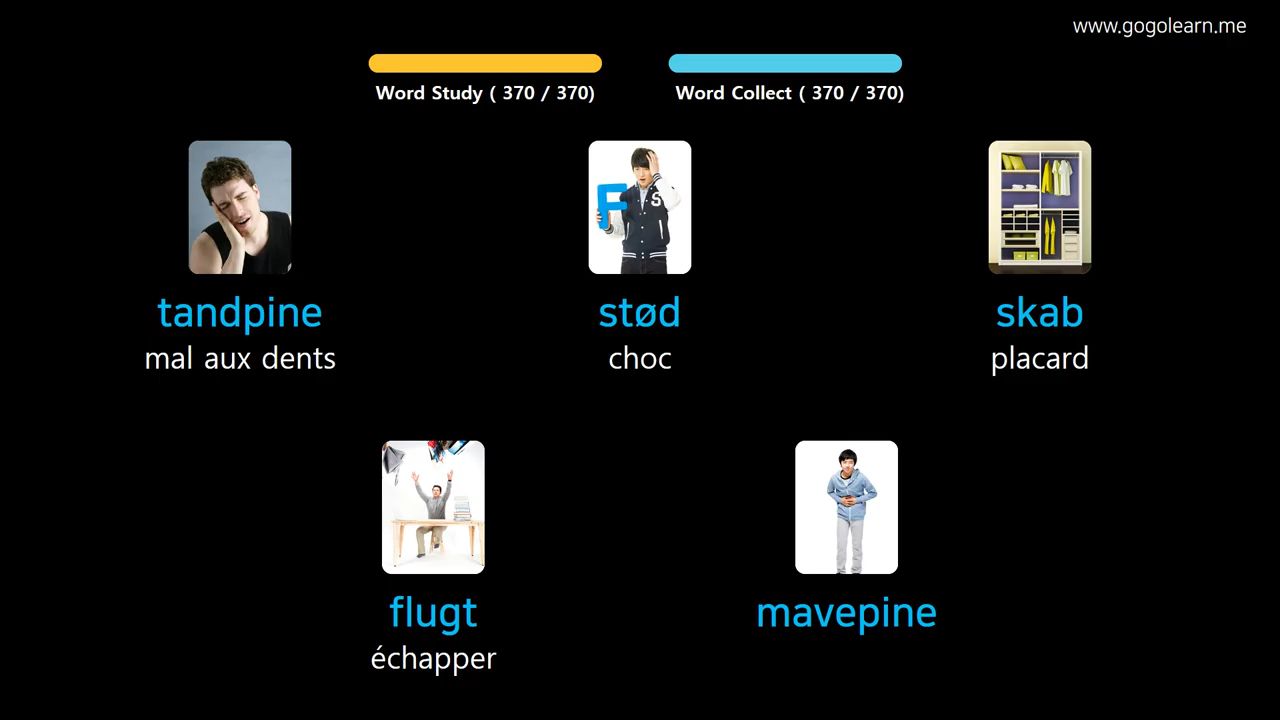 www.gogolearn.me
Word Study ( 370 / 370)
Word Collect ( 370 / 370)
F
S
tandpine
mal aux dents
stød
choc
skab
placard
flugt
échapper
mavepine